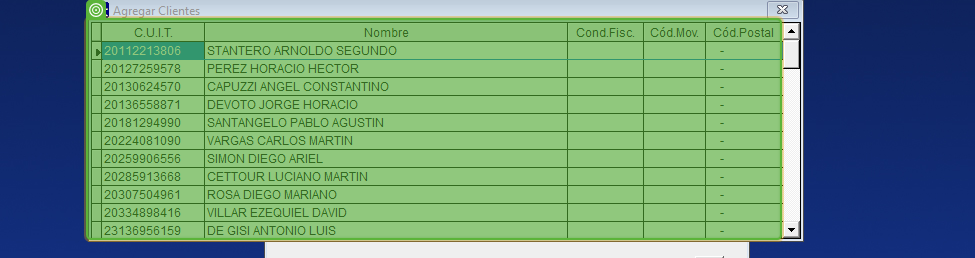 Agregar Clientes
C.U.I.T. Nombre Cond.Fisc. Cód.Mov. Cód.Postal
20112213806 STANTERO ARNOLDO SEGUNDO -
20127259578 PEREZ HORACIO HECTOR -
20130624570 CAPUZZI ANGEL CONSTANTINO -
20136558871 DEVOTO JORGE HORACIO -
20181294990 SANTANGELO PABLO AGUSTIN -
20224081090 VARGAS CARLOS MARTIN -
20259906556 SIMON DIEGO ARIEL -
20285913668 CETTOUR LUCIANO MARTIN -
20307504961 ROSA DIEGO MARIANO -
20334898416 VILLAR EZEQUIEL DAVID -
23136956159 DE GISI ANTONIO LUIS -